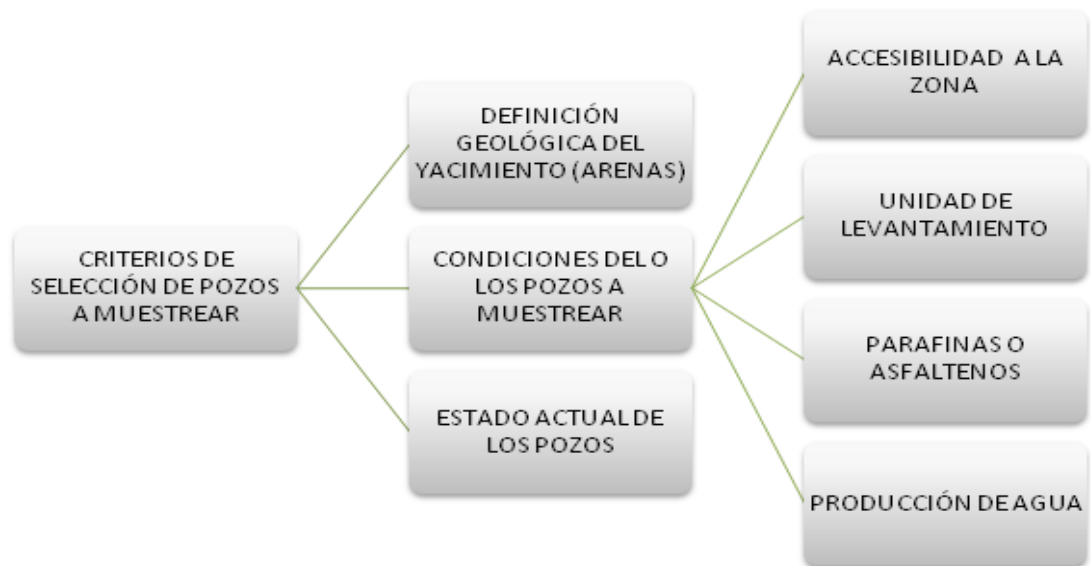 CRITERIOS DE
SELECCIÓN DE POZOS
A MUESTREAR
DEFINICIÓN
GEOLÓGICA DEL
YACIMIENTO (ARENAS)
CONDICIONES DEL O
LOS POZOS A
MUESTREAR
ESTADO ACTUAL DE
LOS POZOS
ACCESIBILIDAD A LA
ZONA
UNIDAD DE
LEVANTAMIENTO
PARAFINAS O
ASFALTENOS
PRODUCCIÓN DE AGUA